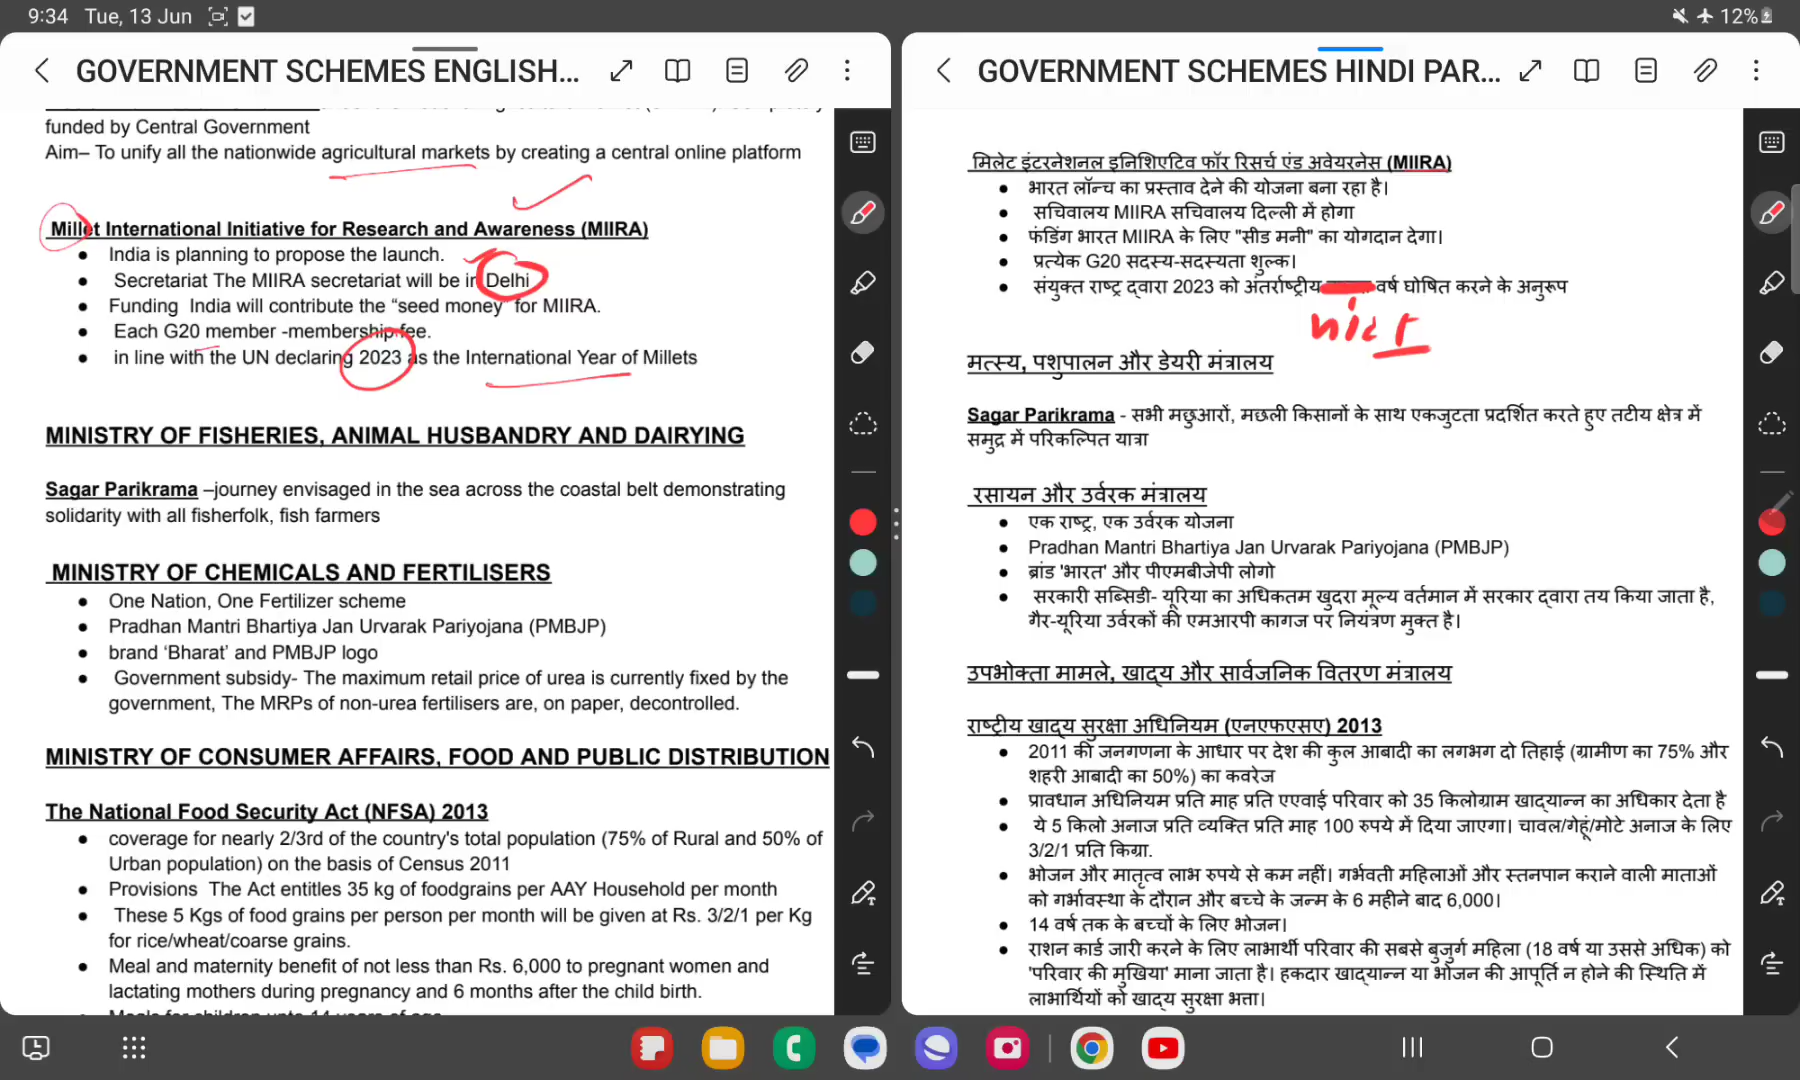 9:34 Tue, 13 Jun
12%
GOVERNMENT SCHEMES ENGLISH...
funded by Central Government
Aim– To unify all the nationwide agricultural markets by creating a central online platform
Millet International Initiative for Research and Awareness (MIIRA)
● India is planning to propose the launch.
● Secretariat The MIIRA secretariat will be in Delhi
● Funding India will contribute the “seed money” for MIIRA.
● Each G20 member -membership fee.
● in line with the UN declaring 2023 as the International Year of Millets
MINISTRY OF FISHERIES, ANIMAL HUSBANDRY AND DAIRYING
Sagar Parikrama –journey envisaged in the sea across the coastal belt demonstrating
solidarity with all fisherfolk, fish farmers
MINISTRY OF CHEMICALS AND FERTILISERS
● One Nation, One Fertilizer scheme
● Pradhan Mantri Bhartiya Jan Urvarak Pariyojana (PMBJP)
● brand ‘Bharat’ and PMBJP logo
● Government subsidy- The maximum retail price of urea is currently fixed by the
government, The MRPs of non-urea fertilisers are, on paper, decontrolled.
MINISTRY OF CONSUMER AFFAIRS, FOOD AND PUBLIC DISTRIBUTION
The National Food Security Act (NFSA) 2013
● coverage for nearly 2/3rd of the country's total population (75% of Rural and 50% of
Urban population) on the basis of Census 2011
● Provisions The Act entitles 35 kg of foodgrains per AAY Household per month
● These 5 Kgs of food grains per person per month will be given at Rs. 3/2/1 per Kg
for rice/wheat/coarse grains.
● Meal and maternity benefit of not less than Rs. 6,000 to pregnant women and
lactating mothers during pregnancy and 6 months after the child birth.
GOVERNMENT SCHEMES HINDI PAR...
मिलेट इंटरनेशनल इनिशिएटिव फॉर रिसर्च एंड अवेयरनेस (MIIRA)
● भारत लॉन्च का प्रस्ताव देने की योजना बना रहा है।
● सचिवालय MIIRA सचिवालय दिल्ली में होगा
● फंडिंग भारत MIIRA के लिए "सीड मनी" का योगदान देगा।
● प्रत्येक G20 सदस्य-सदस्यता शुल्क।
● संयुक्त राष्ट्र द्वारा 2023 को अंतर्राष्ट्रीय वर्ष घोषित करने के अनुरूप
मत्स्य, पशुपालन और डेयरी मंत्रालय
Sagar Parikrama - सभी मछुआरों, मछली किसानों के साथ एकजुटता प्रदर्शित करते हुए तटीय क्षेत्र में
समुद्र में परिकल्पित यात्रा
रसायन और उर्वरक मंत्रालय
● एक राष्ट्र, एक उर्वरक योजना
● Pradhan Mantri Bhartiya Jan Urvarak Pariyojana (PMBJP)
● ब्रांड 'भारत' और पीएमबीजेपी लोगो
● सरकारी सब्सिडी- यूरिया का अधिकतम खुदरा मूल्य वर्तमान में सरकार द्वारा तय किया जाता है,
गैर-यूरिया उर्वरकों की एमआरपी कागज पर नियंत्रण मुक्त है।
उपभोक्ता मामले, खाद्य और सार्वजनिक वितरण मंत्रालय
राष्ट्रीय खाद्य सुरक्षा अधिनियम (एनएफएसए) 2013
● 2011 की जनगणना के आधार पर देश की कुल आबादी का लगभग दो तिहाई (ग्रामीण का 75% और
शहरी आबादी का 50%) का कवरेज
● प्रावधान अधिनियम प्रति माह प्रति एएवाई परिवार को 35 किलोग्राम खाद्यान्न का अधिकार देता है
● ये 5 किलो अनाज प्रति व्यक्ति प्रति माह 100 रुपये में दिया जाएगा। चावल/गेहूं/मोटे अनाज के लिए
3/2/1 प्रति किग्रा.
● भोजन और मातृत्व लाभ रुपये से कम नहीं। गर्भवती महिलाओं और स्तनपान कराने वाली माताओं
को गर्भावस्था के दौरान और बच्चे के जन्म के 6 महीने बाद 6,000।
● 14 वर्ष तक के बच्चों के लिए भोजन।
● राशन कार्ड जारी करने के लिए लाभार्थी परिवार की सबसे बुजुर्ग महिला (18 वर्ष या उससे अधिक) को
'परिवार की मुखिया' माना जाता है। हकदार खाद्यान्न या भोजन की आपूर्ति न होने की स्थिति में
लाभार्थियों को खाद्य सुरक्षा भत्ता।